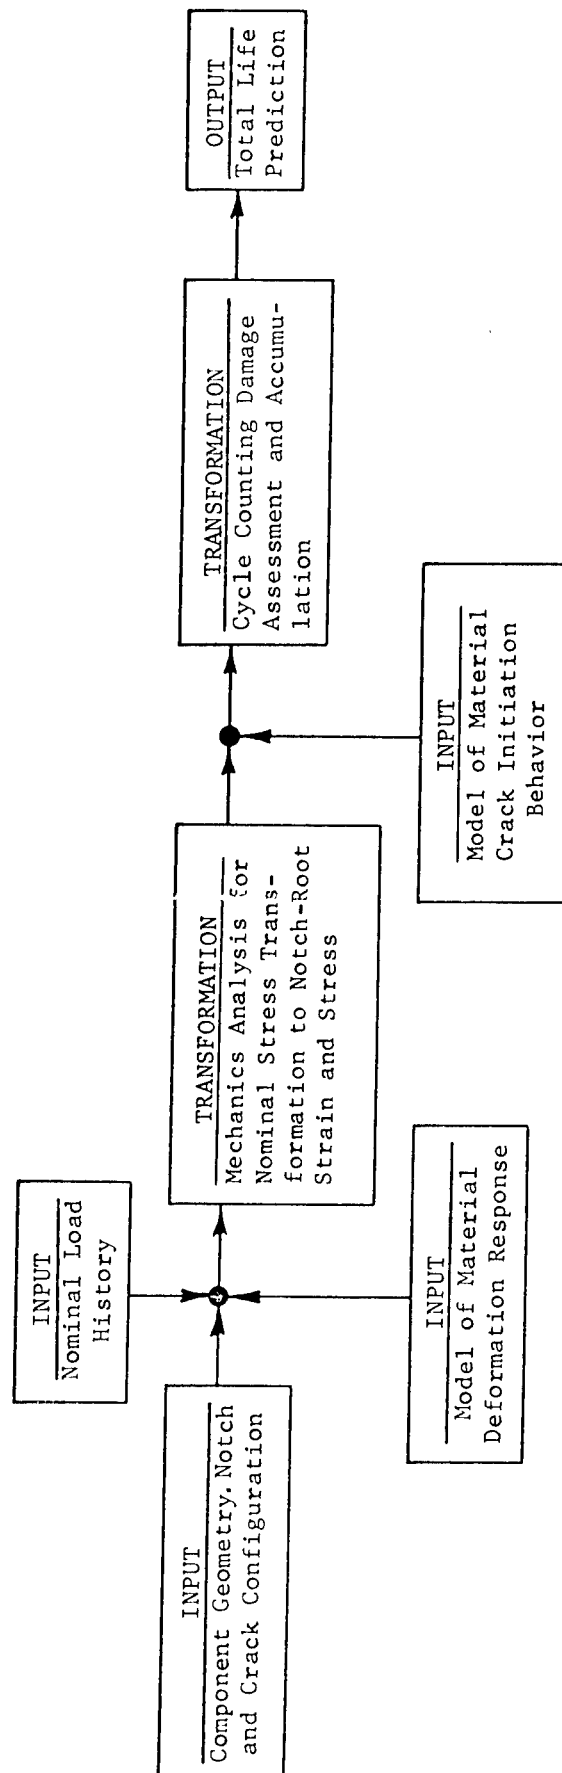 INPUT
Component Geometry, Notch
and Crack Configuration
INPUT
Nominal Load
History
INPUT
Model of Material
Deformation Response
TRANSFORMATION
Mechanics Analysis for
Nominal Stress Trans-
formation to Notch-Root
Strain and Stress
INPUT
Model of Material
Crack Initiation
Behavior
TRANSFORMATION
Cycle Counting Damage
Assessment and Accumu-
lation
OUTPUT
Total Life
Prediction